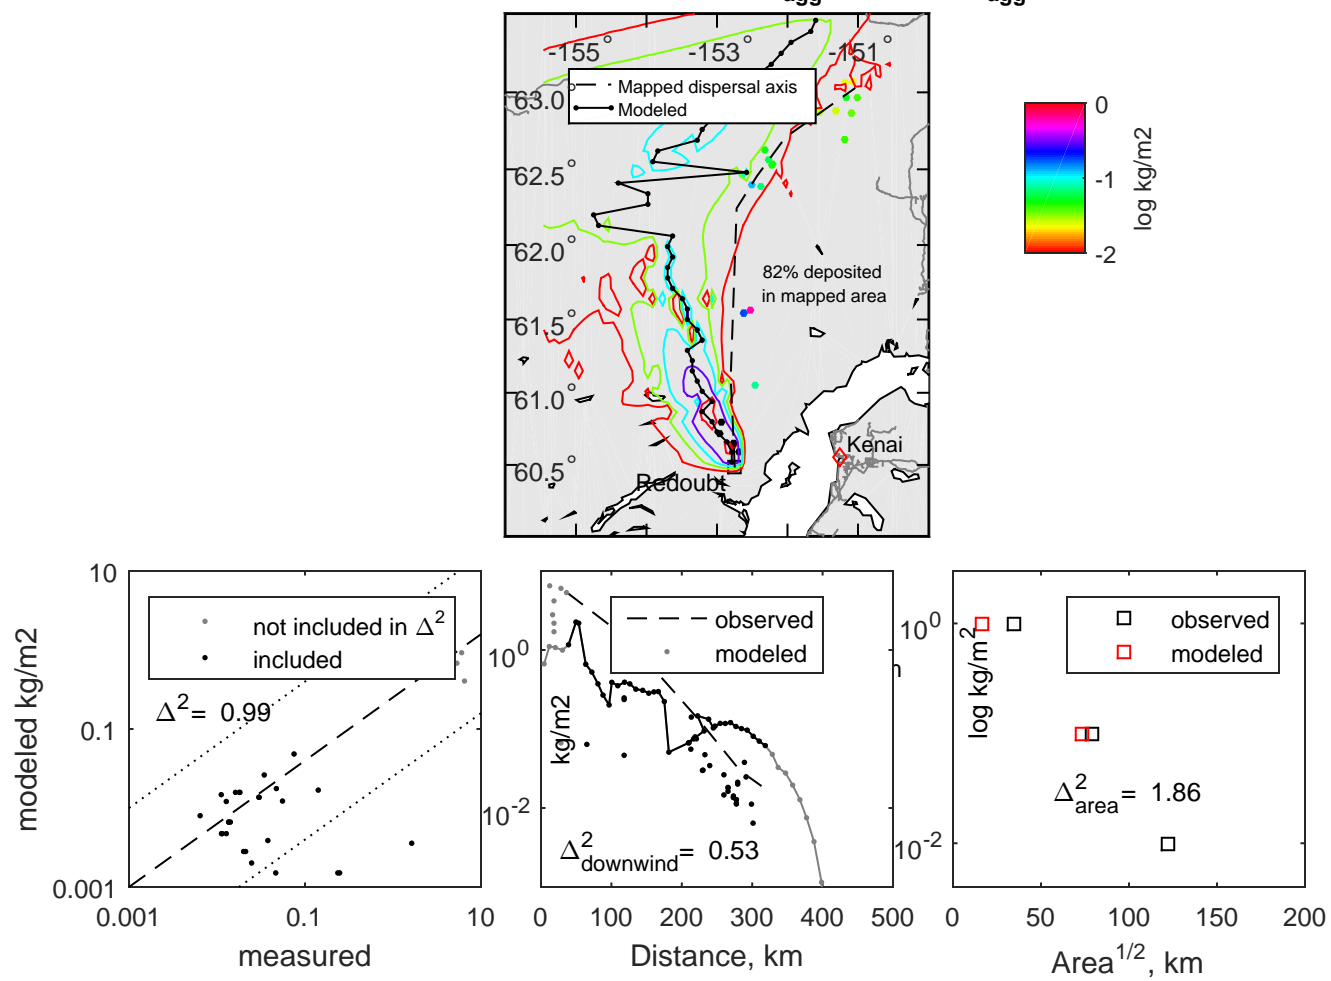 agg agg
-155° -153° -151°
Mapped dispersal axis
63.0°
Modeled
62.5°
62.0°
82% deposited
in mapped area
61.5°
61.0°
Kenai
60.5°
Redoubt
0
-1
-2
log kg/m2
10
0.1
0.001
modeled kg/m2
not included in Δ²
included
Δ²= 0.99
0.001 0.1 10
measured
10⁰
10⁻²
kg/m2
observed
modeled
Δ²downwind= 0.53
0 100 200 300 400 500
Distance, km
10⁰
10⁻²
log kg/m²
observed
modeled
Δ²area= 1.86
0 50 100 150 200
Area¹/², km